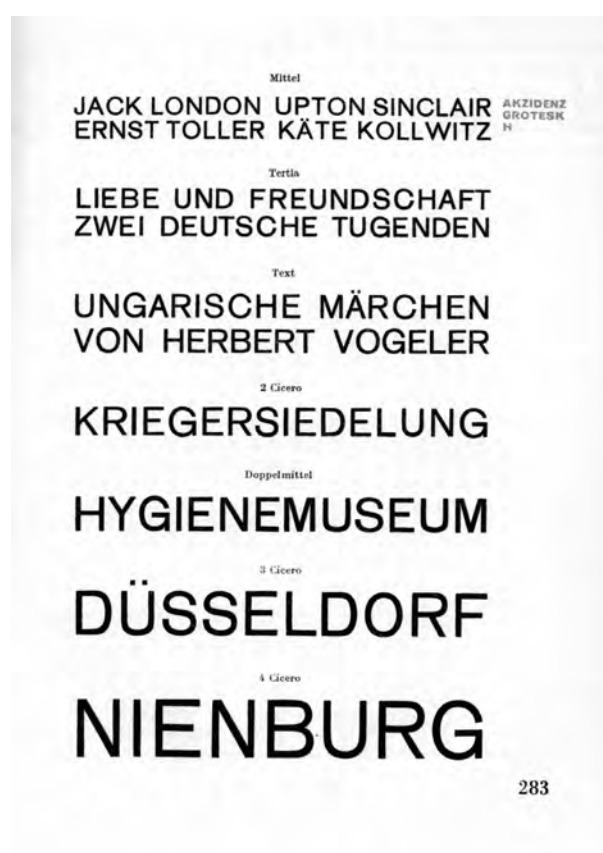 Mittel
JACK LONDON UPTON SINCLAIR
ERNST TOLLER KÄTE KOLLWITZ
AKZIDENZ
GROTESK
H
Tertia
LIEBE UND FREUNDSCHAFT
ZWEI DEUTSCHE TUGENDEN
Text
UNGARISCHE MÄRCHEN
VON HERBERT VOGELER
2 Cicero
KRIEGERSIEDELUNG
Doppelmittel
HYGIENEMUSEUM
3 Cicero
DÜSSELDORF
4 Cicero
NIENBURG
283